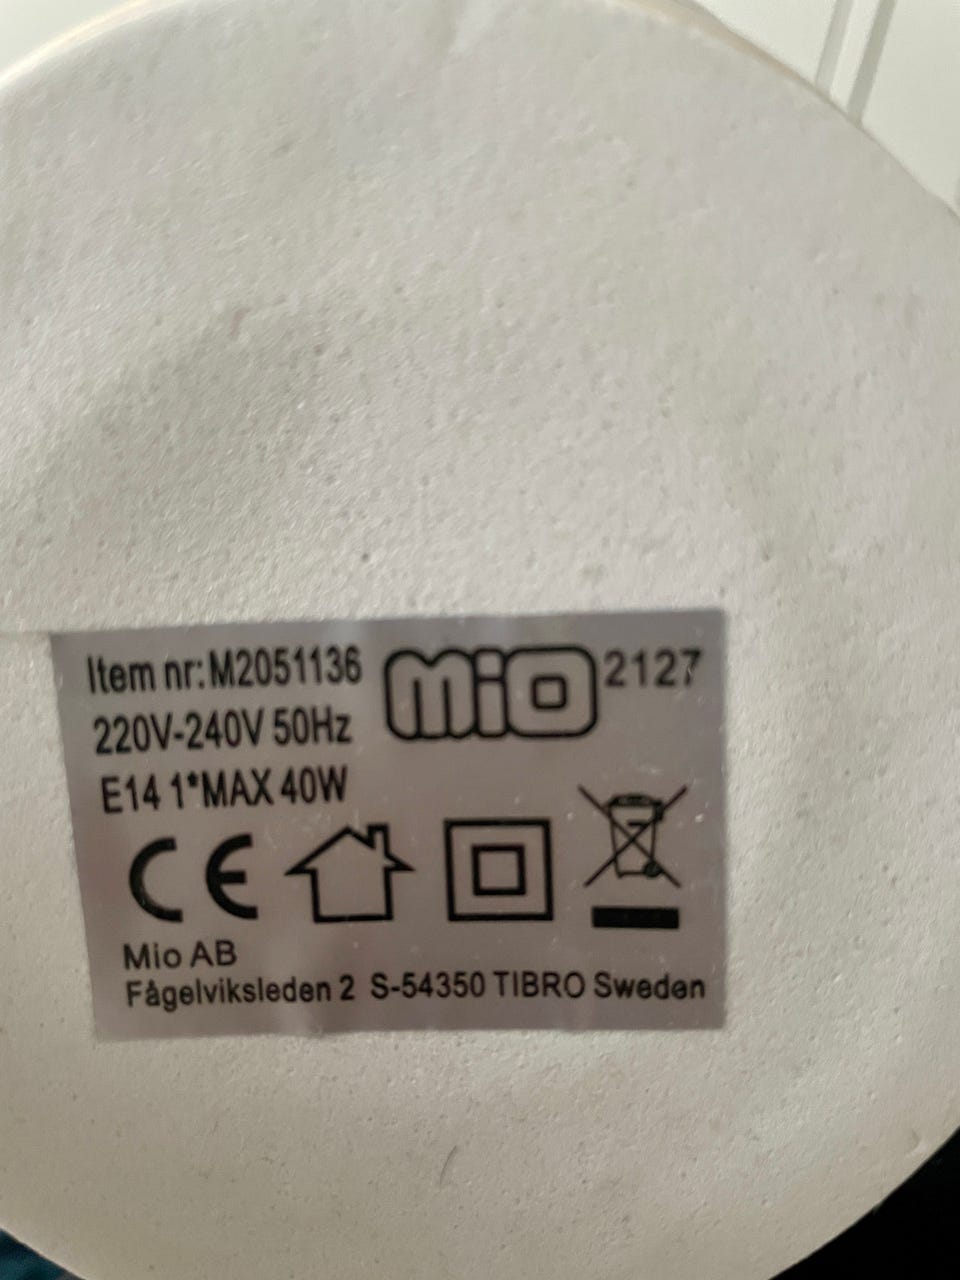 Item nr:M2051136
mio 2127
220V-240V 50Hz
E14 1*MAX 40W
CE
Mio AB
Fågelviksleden 2 S-54350 TIBRO Sweden